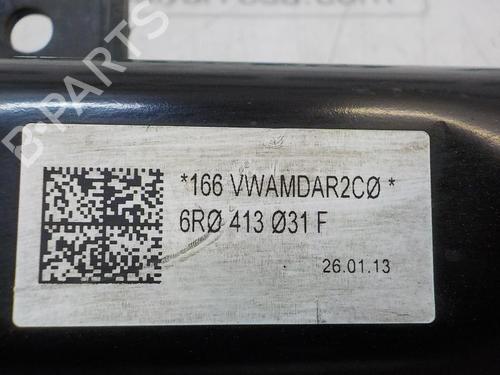 *166 VWAMDAR2CØ*
6RØ 413 Ø31 F
26.01.13
B-PARTS